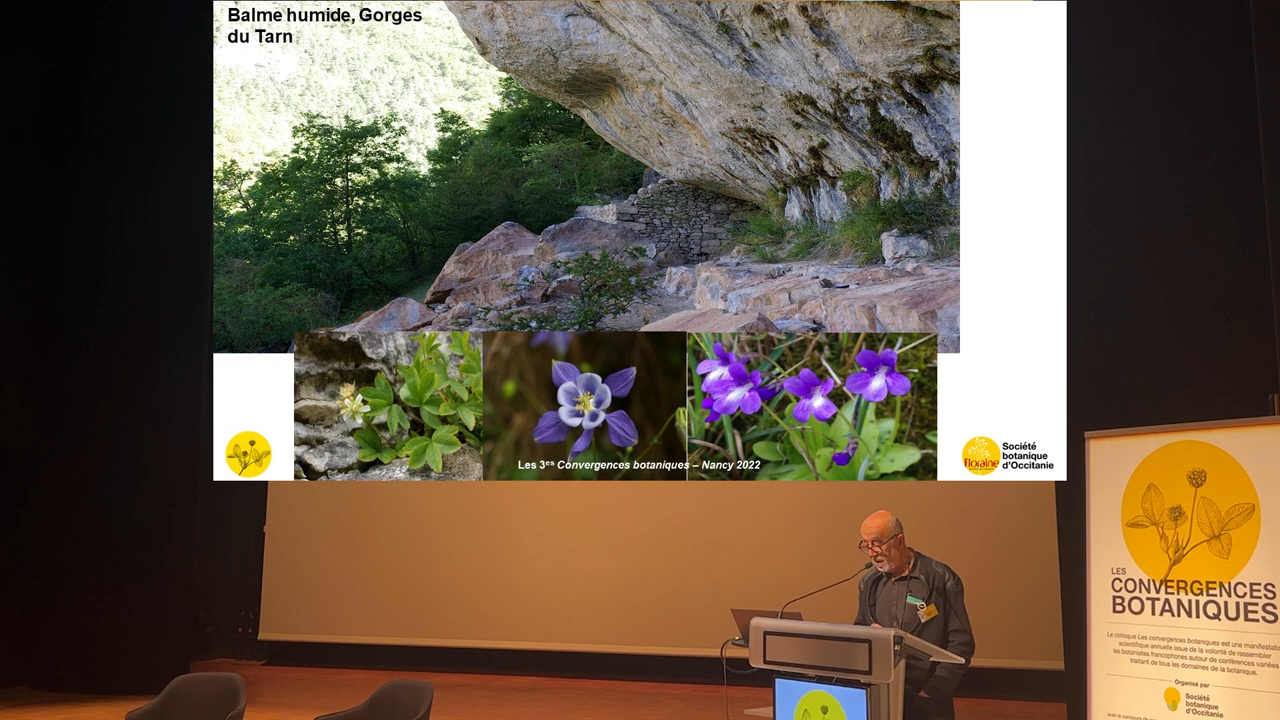 Balme humide, Gorges
du Tarn
Les 3es Convergences botaniques – Nancy 2022
Floraine
Société
botanique
d'Occitanie
LES
CONVERGENCES
BOTANIQUES
Le colloque Les convergences botaniques est une manifestation
scientifique annuelle issue de la volonté de rassembler
les botanistes francophones autour de conférences variées
traitant de tous les domaines de la botanique.
Organisé par
Société
botanique
d'Occitanie